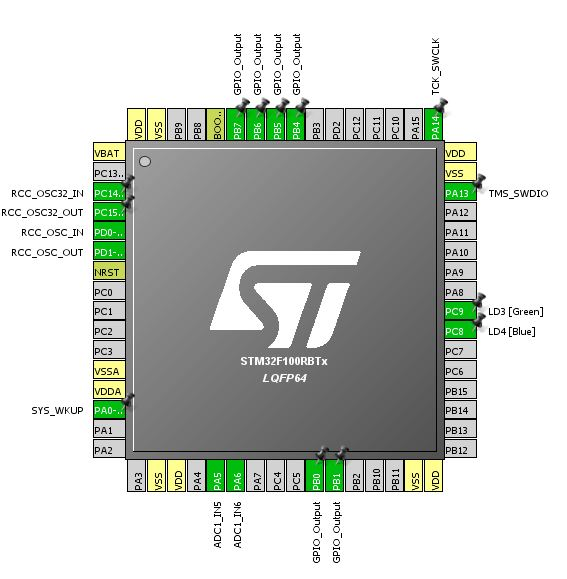 GPIO_Output
GPIO_Output
GPIO_Output
GPIO_Output
TCK_SWCLK
VDD
VSS
PB9
PB8
BOO..
PB7
PB6
PB5
PB4
PB3
PD2
PC12
PC11
PC10
PA15
PA14
VBAT
PC13..
RCC_OSC32_IN PC14..
RCC_OSC32_OUT PC15..
RCC_OSC_IN PD0-..
RCC_OSC_OUT PD1-..
NRST
PC0
PC1
PC2
PC3
VSSA
VDDA
SYS_WKUP PA0-..
PA1
PA2
VDD
VSS
PA13 TMS_SWDIO
PA12
PA11
PA10
PA9
PA8
PC9 LD3 [Green]
PC8 LD4 [Blue]
PC7
PC6
PB15
PB14
PB13
PB12
ST
STM32F100RBTx
LQFP64
PA3
VSS
VDD
PA4
PA5
PA6
PA7
PC4
PC5
PB0
PB1
PB2
PB10
PB11
VSS
VDD
ADC1_IN5
ADC1_IN6
GPIO_Output
GPIO_Output